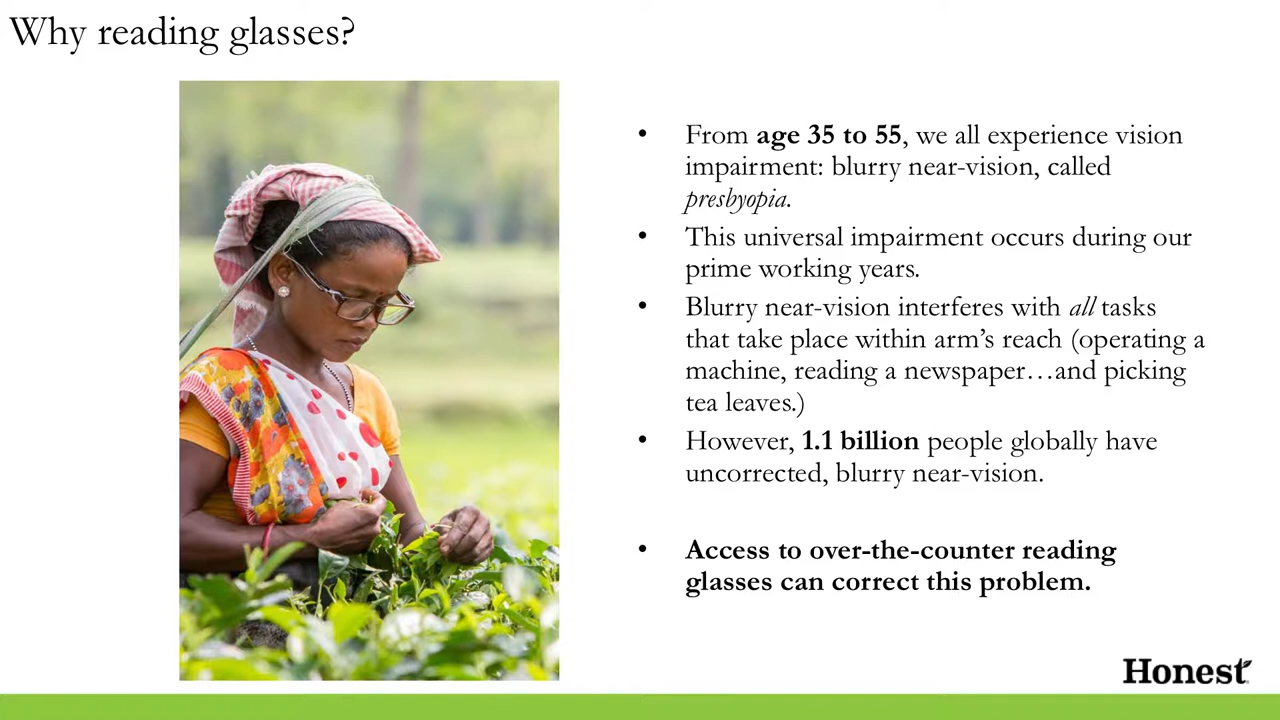 Why reading glasses?
• From age 35 to 55, we all experience vision
impairment: blurry near-vision, called
presbyopia.
• This universal impairment occurs during our
prime working years.
• Blurry near-vision interferes with all tasks
that take place within arm’s reach (operating a
machine, reading a newspaper…and picking
tea leaves.)
• However, 1.1 billion people globally have
uncorrected, blurry near-vision.
• Access to over-the-counter reading
glasses can correct this problem.
Honest